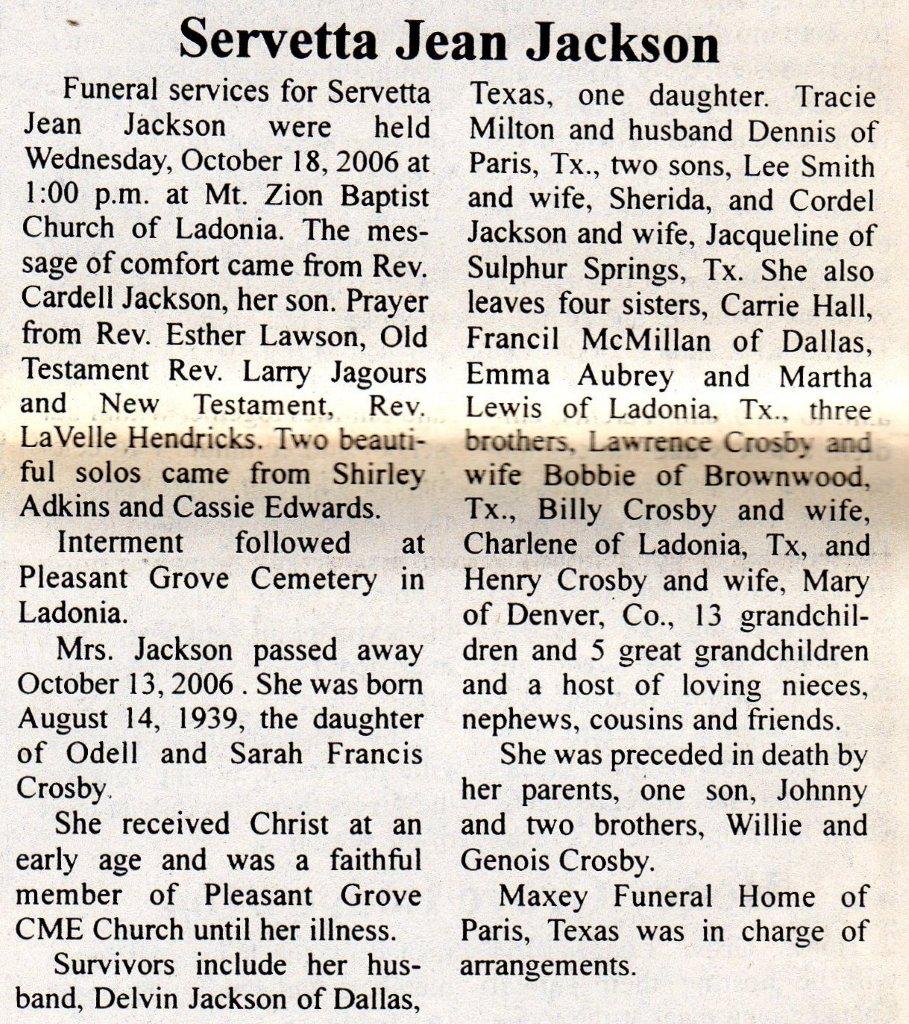 Servetta Jean Jackson
Funeral services for Servetta
Jean Jackson were held
Wednesday, October 18, 2006 at
1:00 p.m. at Mt. Zion Baptist
Church of Ladonia. The mes-
sage of comfort came from Rev.
Cardell Jackson, her son. Prayer
from Rev. Esther Lawson, Old
Testament Rev. Larry Jagours
and New Testament, Rev.
LaVelle Hendricks. Two beauti-
ful solos came from Shirley
Adkins and Cassie Edwards.
Interment followed at
Pleasant Grove Cemetery in
Ladonia.
Mrs. Jackson passed away
October 13, 2006 . She was born
August 14, 1939, the daughter
of Odell and Sarah Francis
Crosby.
She received Christ at an
early age and was a faithful
member of Pleasant Grove
CME Church until her illness.
Survivors include her hus-
band, Delvin Jackson of Dallas,
Texas, one daughter. Tracie
Milton and husband Dennis of
Paris, Tx., two sons, Lee Smith
and wife, Sherida, and Cordel
Jackson and wife, Jacqueline of
Sulphur Springs, Tx. She also
leaves four sisters, Carrie Hall,
Francil McMillan of Dallas,
Emma Aubrey and Martha
Lewis of Ladonia, Tx., three
brothers, Lawrence Crosby and
wife Bobbie of Brownwood,
Tx., Billy Crosby and wife,
Charlene of Ladonia, Tx, and
Henry Crosby and wife, Mary
of Denver, Co., 13 grandchil-
dren and 5 great grandchildren
and a host of loving nieces,
nephews, cousins and friends.
She was preceded in death by
her parents, one son, Johnny
and two brothers, Willie and
Genois Crosby.
Maxey Funeral Home of
Paris, Texas was in charge of
arrangements.